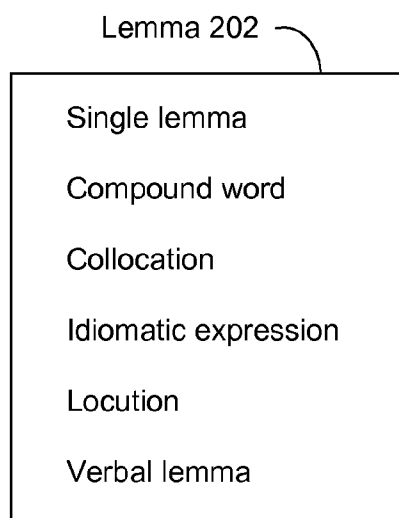 Lemma 202
Single lemma
Compound word
Collocation
Idiomatic expression
Locution
Verbal lemma